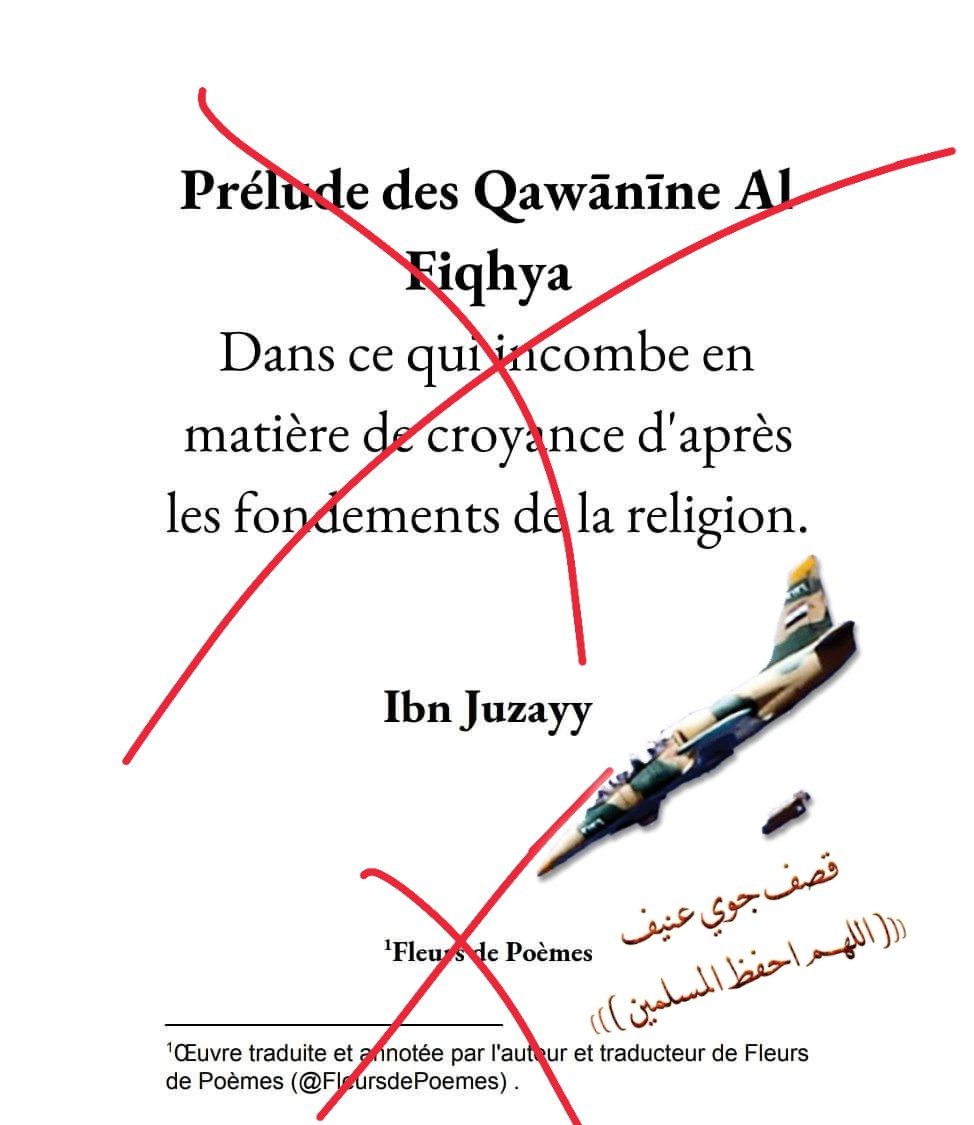 Prélude des Qawānīne Al
Fiqhya
Dans ce qui incombe en
matière de croyance d'après
les fondements de la religion.
Ibn Juzayy
قصف جوي عنيف
(((اللهم احفظ المسلمين)))
¹Fleurs de Poèmes
¹Œuvre traduite et annotée par l'auteur et traducteur de Fleurs
de Poèmes (@FleursdePoemes) .